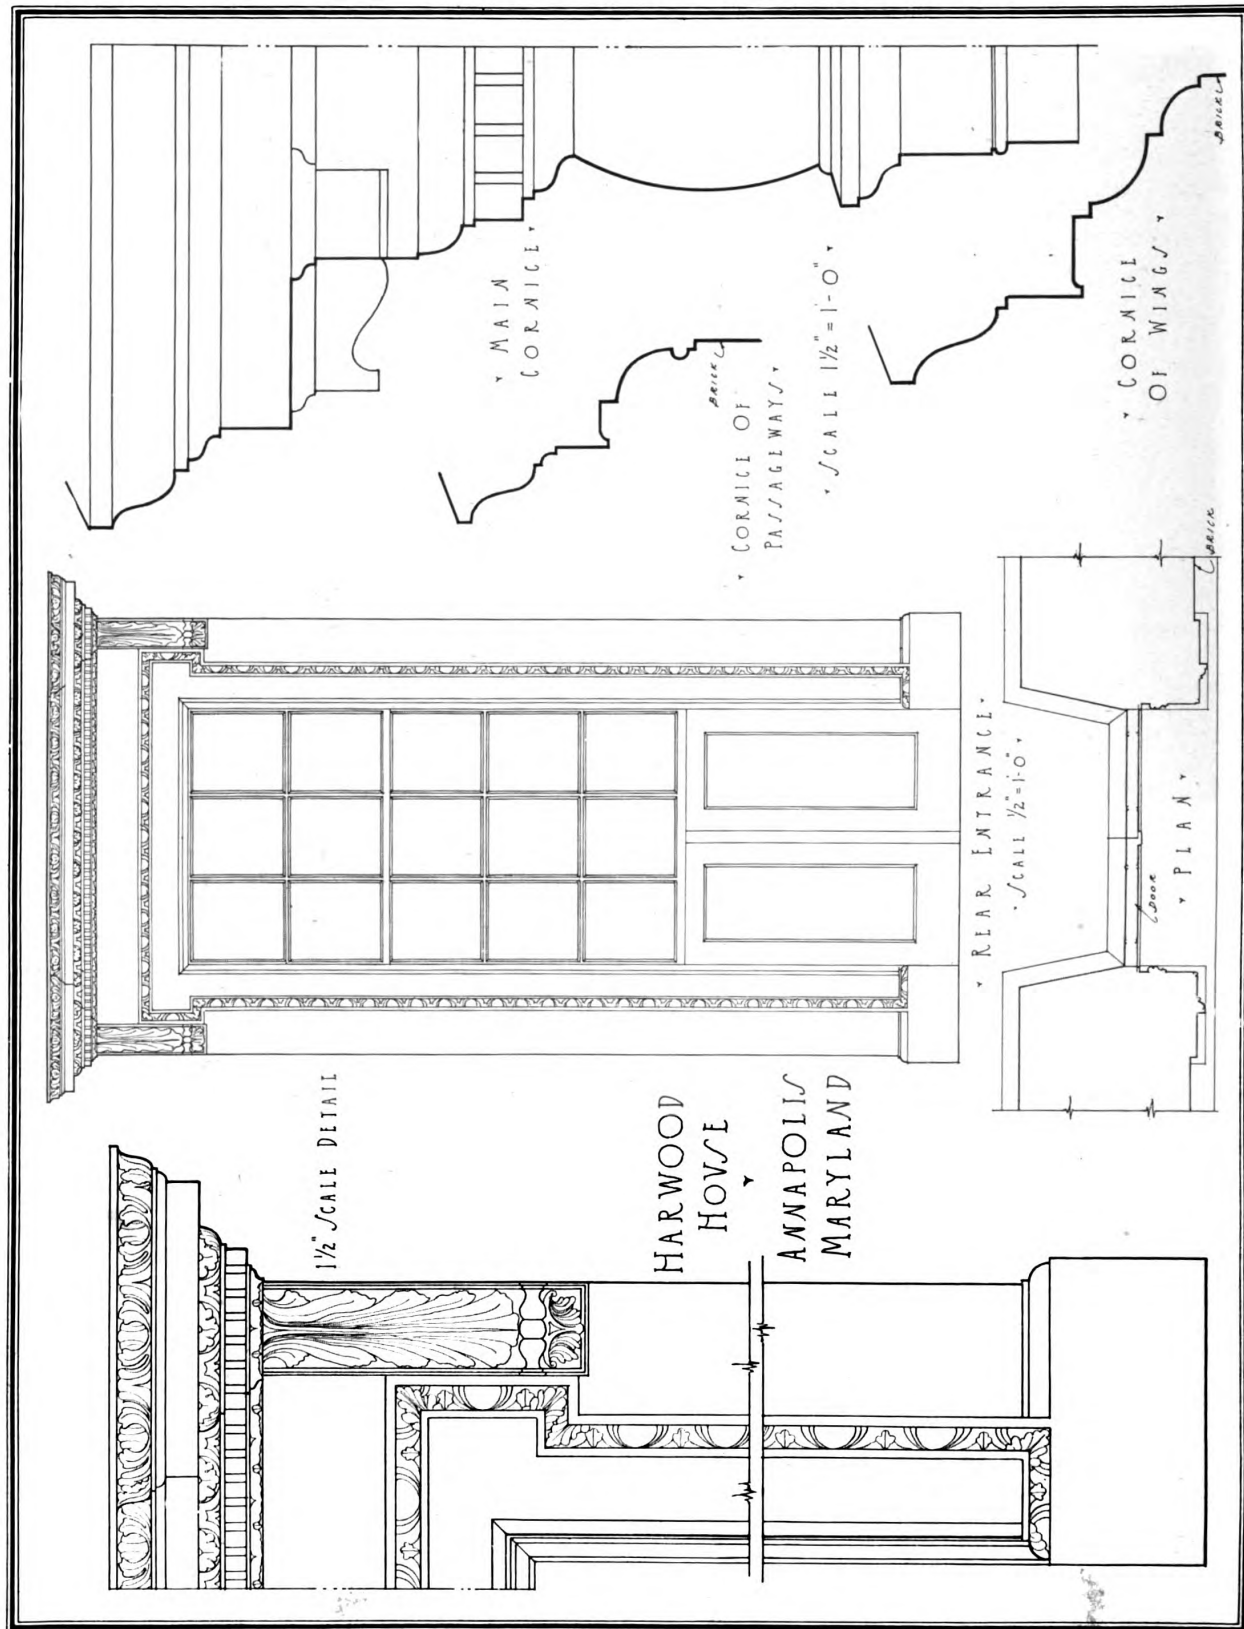 MAIN
CORNICE
BRICK
CORNICE OF
PASSAGEWAYS
SCALE 1½" = 1'-0"
BRICK
CORNICE
OF WINGS
1½" SCALE DETAIL
HARWOOD
HOVSE
ANNAPOLIS
MARYLAND
REAR ENTRANCE
SCALE ½" = 1'-0"
DOOR
PLAN
BRICK